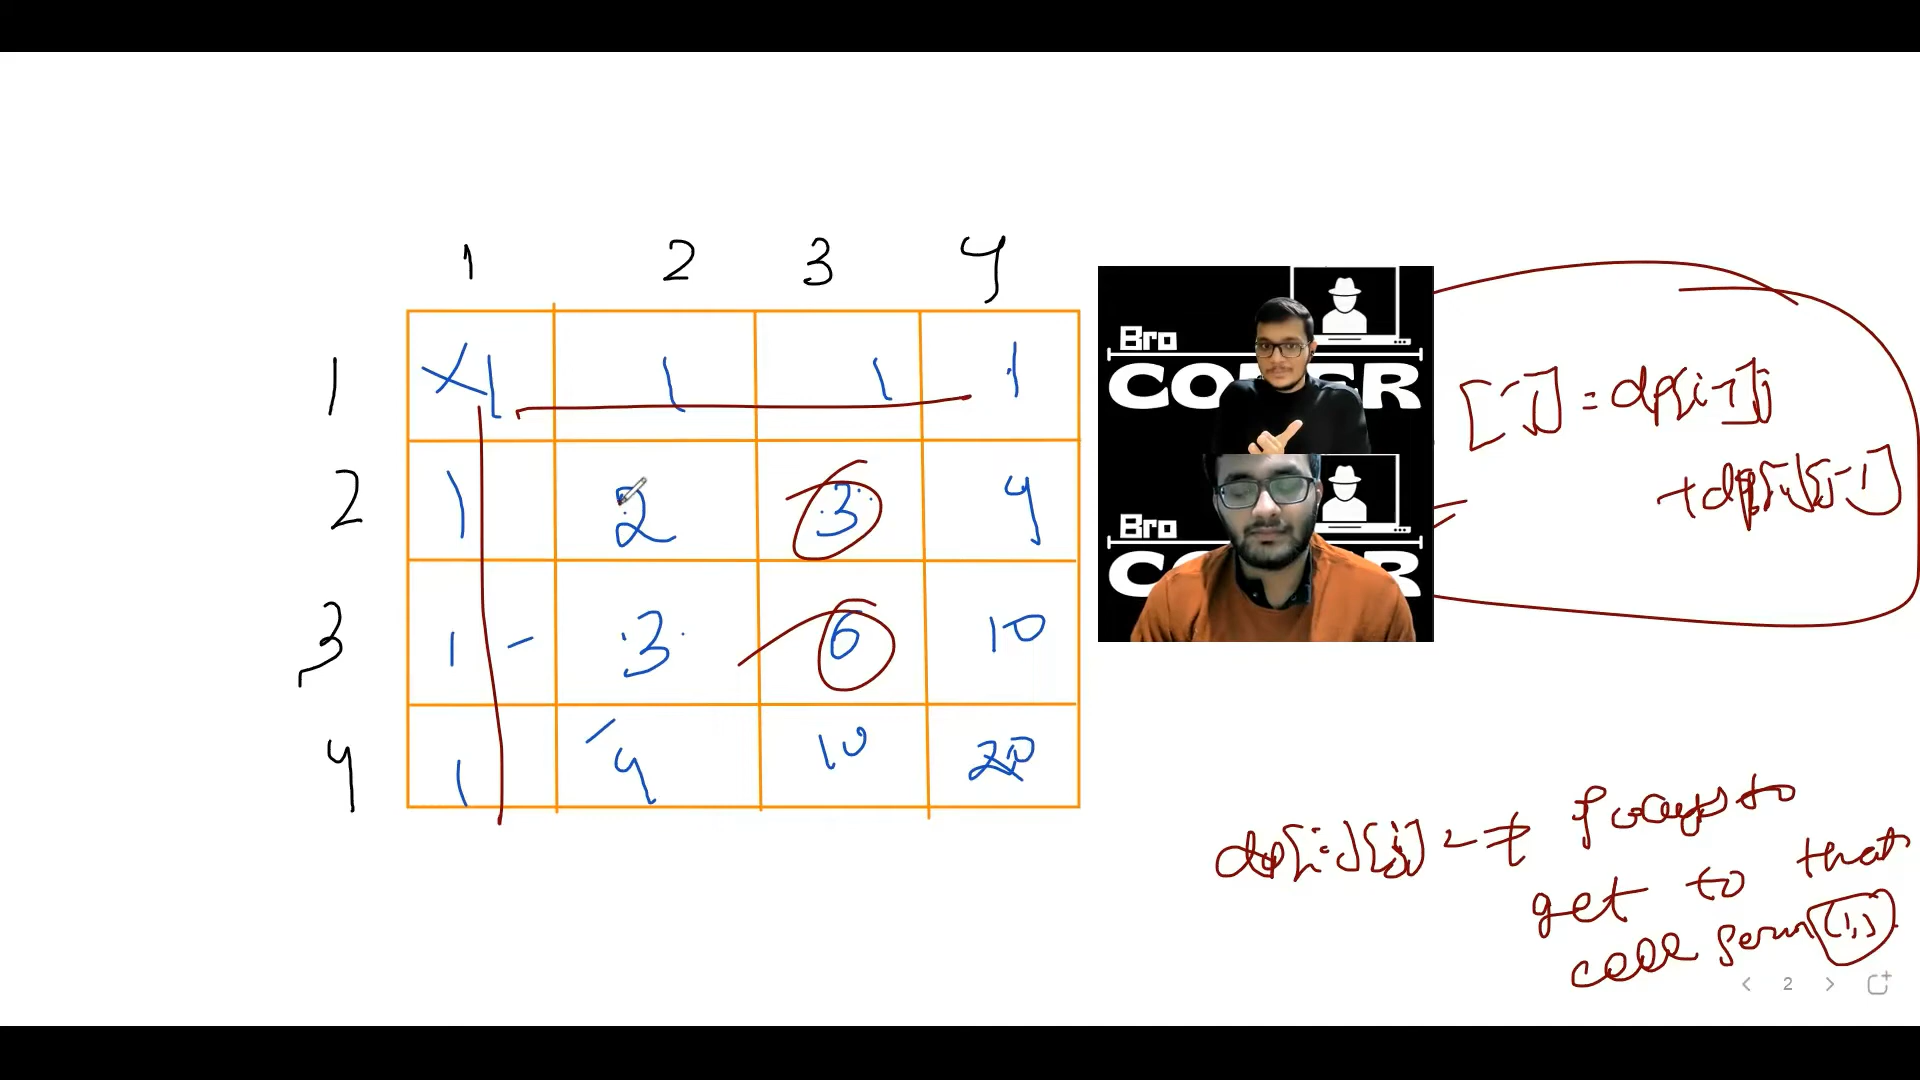 1 2 3 4
1 X1 1 1 1
2 1 2 3 4
3 1 - 3 6 10
4 1 4 10 20
Bro
CODER
Bro
[j] = dp[i-1]j
+ dp[i][j-1]
dp[i][j] = # of ways to
get to that
from (1,1)
2